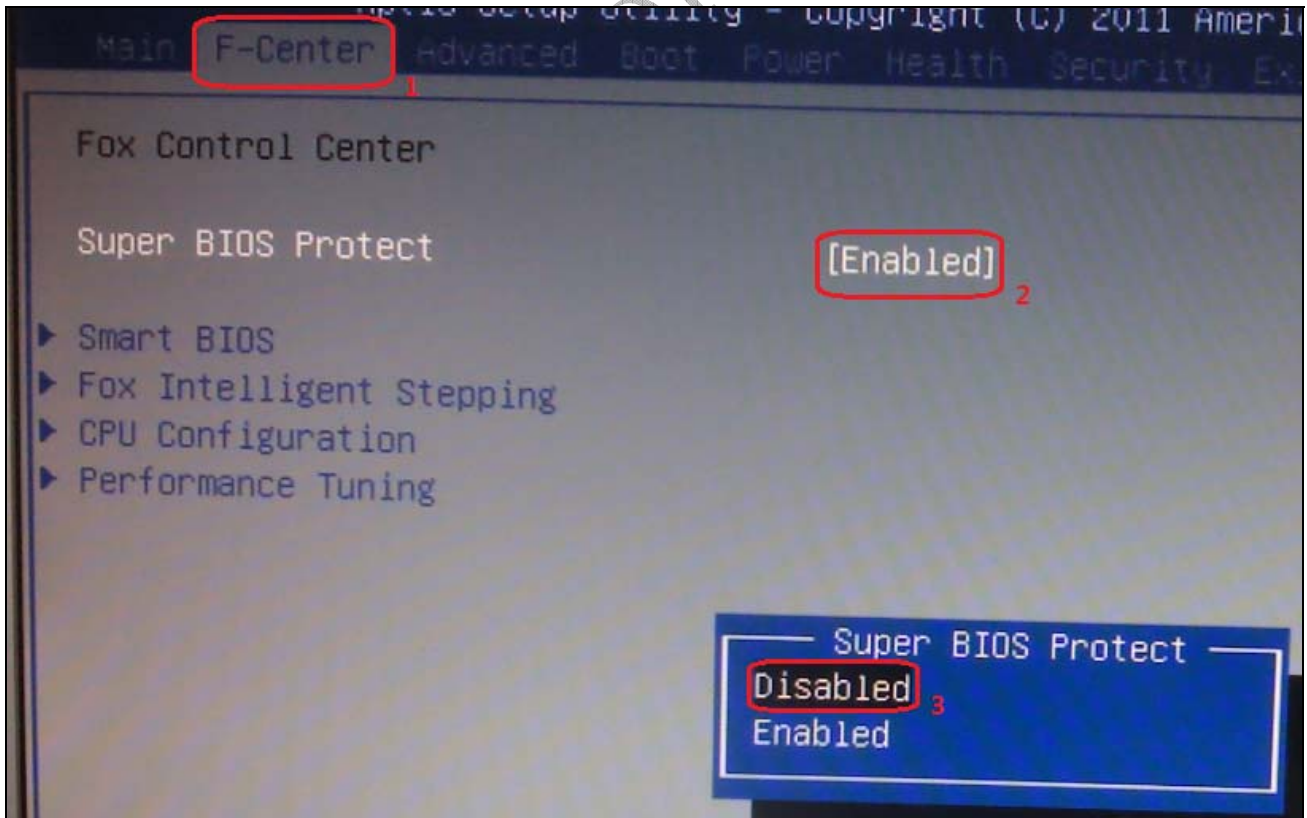 Aptio Setup Utility - Copyright (C) 2011 Ameri
Main F-Center Advanced Boot Power Health Security Ex
1
Fox Control Center
Super BIOS Protect [Enabled]
2
Smart BIOS
Fox Intelligent Stepping
CPU Configuration
Performance Tuning
Super BIOS Protect
Disabled
3
Enabled